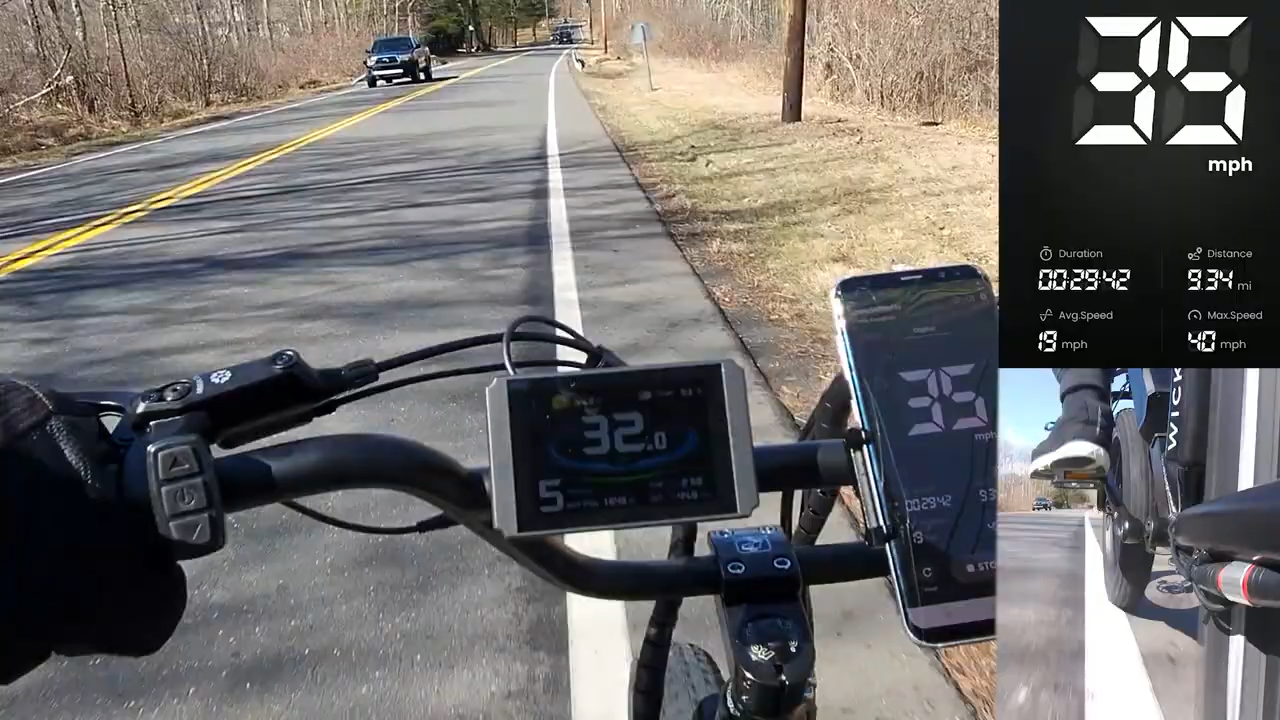 35
mph
Duration
Distance
00:29:42
9.34 mi
Avg.Speed
Max.Speed
19 mph
40 mph
32.0
5
35
mph
00:29:42
WICK